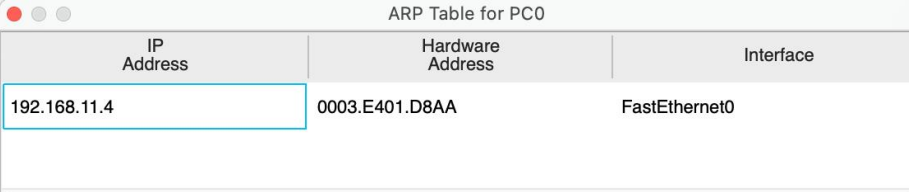 ARP Table for PC0
IP
Address
Hardware
Address
Interface
192.168.11.4
0003.E401.D8AA
FastEthernet0